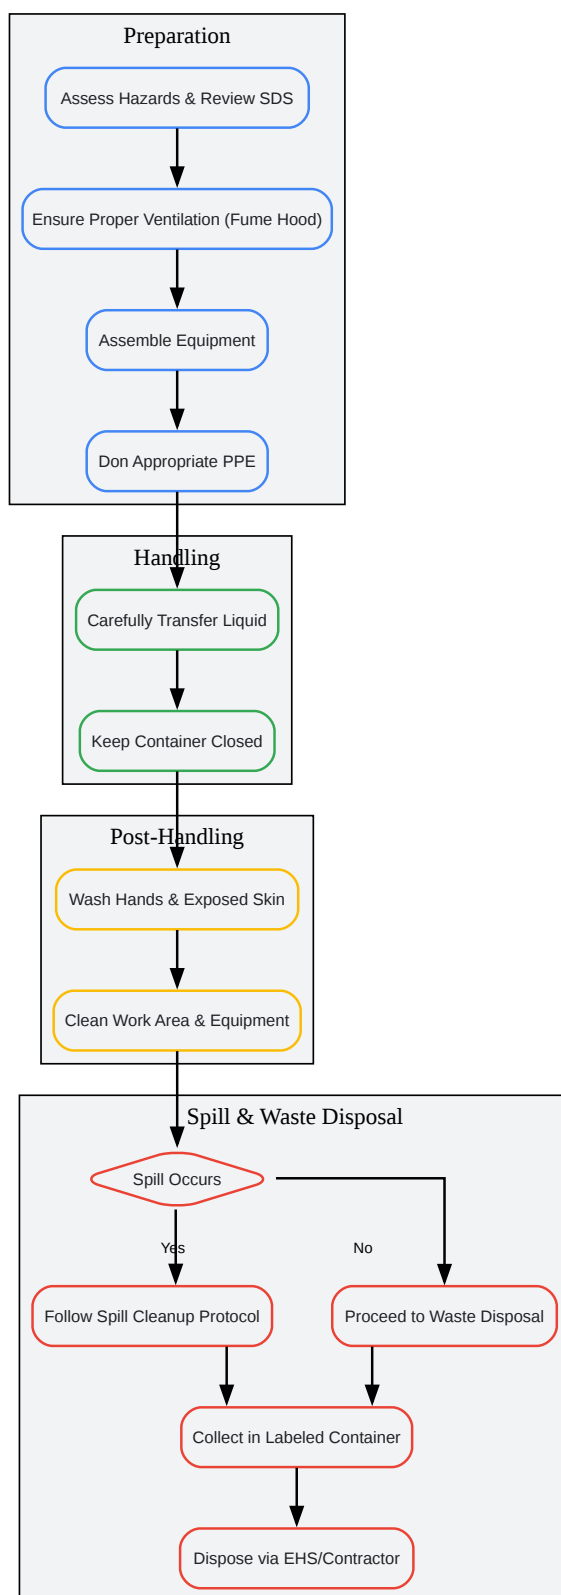 Preparation
Assess Hazards & Review SDS
Ensure Proper Ventilation (Fume Hood)
Assemble Equipment
Don Appropriate PPE
Handling
Carefully Transfer Liquid
Keep Container Closed
Post-Handling
Wash Hands & Exposed Skin
Clean Work Area & Equipment
Spill & Waste Disposal
Spill Occurs
Yes
No
Follow Spill Cleanup Protocol
Proceed to Waste Disposal
Collect in Labeled Container
Dispose via EHS/Contractor